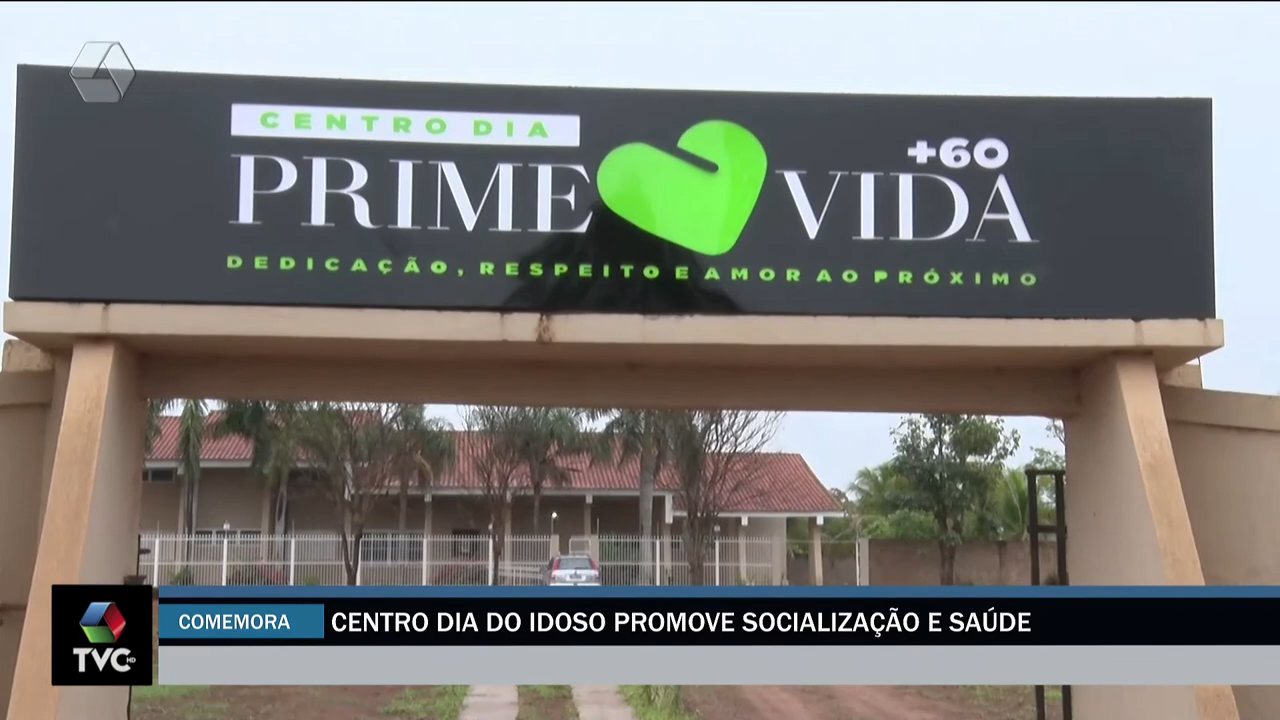 CENTRO DIA
PRIME VIDA
+60
DEDICAÇÃO, RESPEITO E AMOR AO PRÓXIMO
COMEMORA
CENTRO DIA DO IDOSO PROMOVE SOCIALIZAÇÃO E SAÚDE
TVC HD